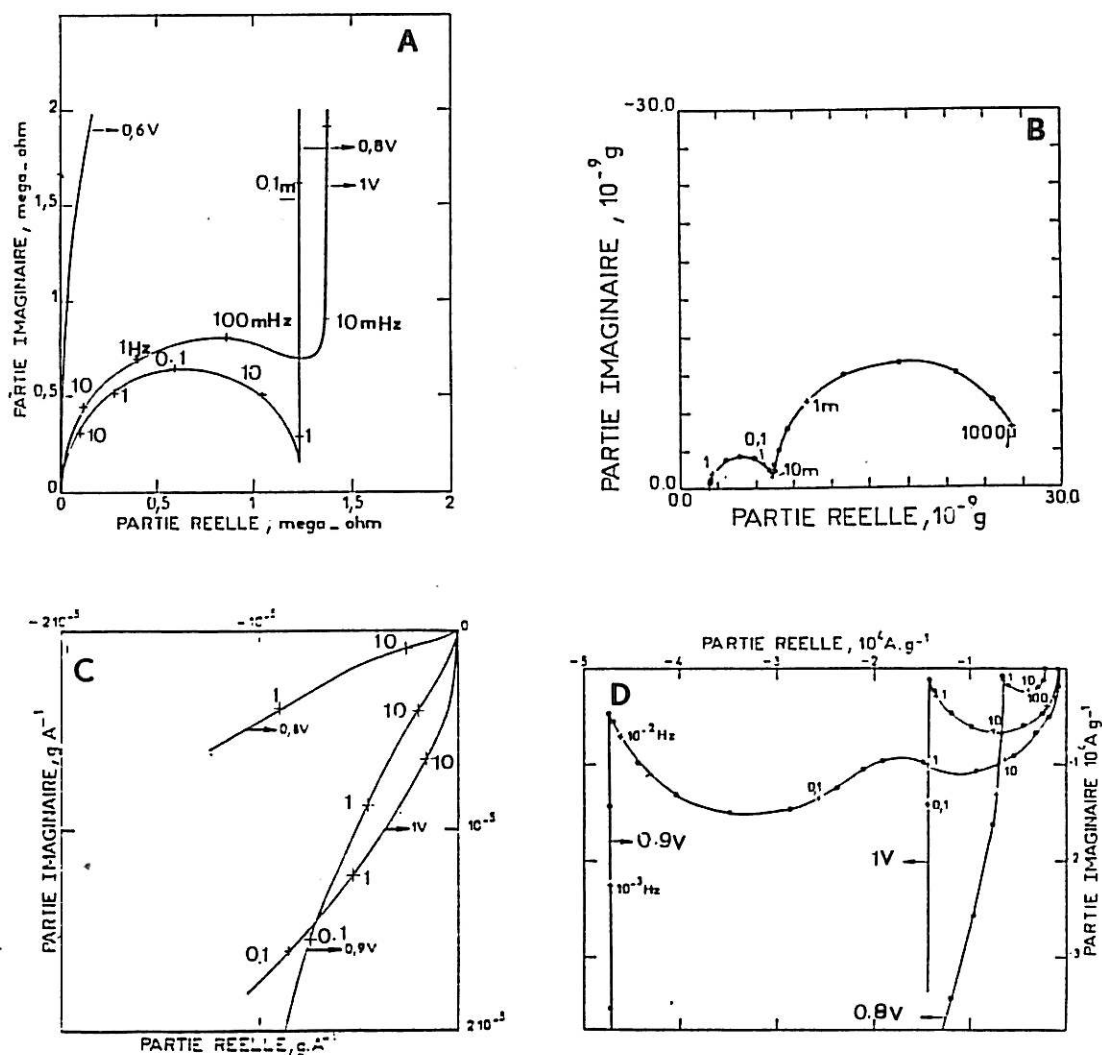 A
2
1,5
1
0,5
0
0,6V
0,8V
0.1m
1V
100mHz
10mHz
1Hz
0.1
10
10
1
10
1
0
0,5
1
1,5
2
PARTIE IMAGINAIRE, mega_ohm
PARTIE REELLE ; mega_ohm
-30.0
B
1m
1
0,1
10m
1000µ
0.0
00
30.0
PARTIE IMAGINAIRE , 10⁻⁹g
PARTIE REELLE, 10⁻⁹g
0
C
10
1
0,8V
10
10
1
1V
1
0.1
0.1
0,9V
10⁻⁵
2 10⁻⁵
PARTIE IMAGINAIRE, g.A⁻¹
PARTIE REELLE, g.A⁻¹
PARTIE REELLE, 10⁴A.g⁻¹
-5
-4
-3
-2
-1
D
1
10
100
1
10
10⁻²Hz
1
10
0,1
0,1
0.9V
1V
10⁻³Hz
0.8V
-1
-2
-3
PARTIE IMAGINAIRE 10⁴A g⁻¹